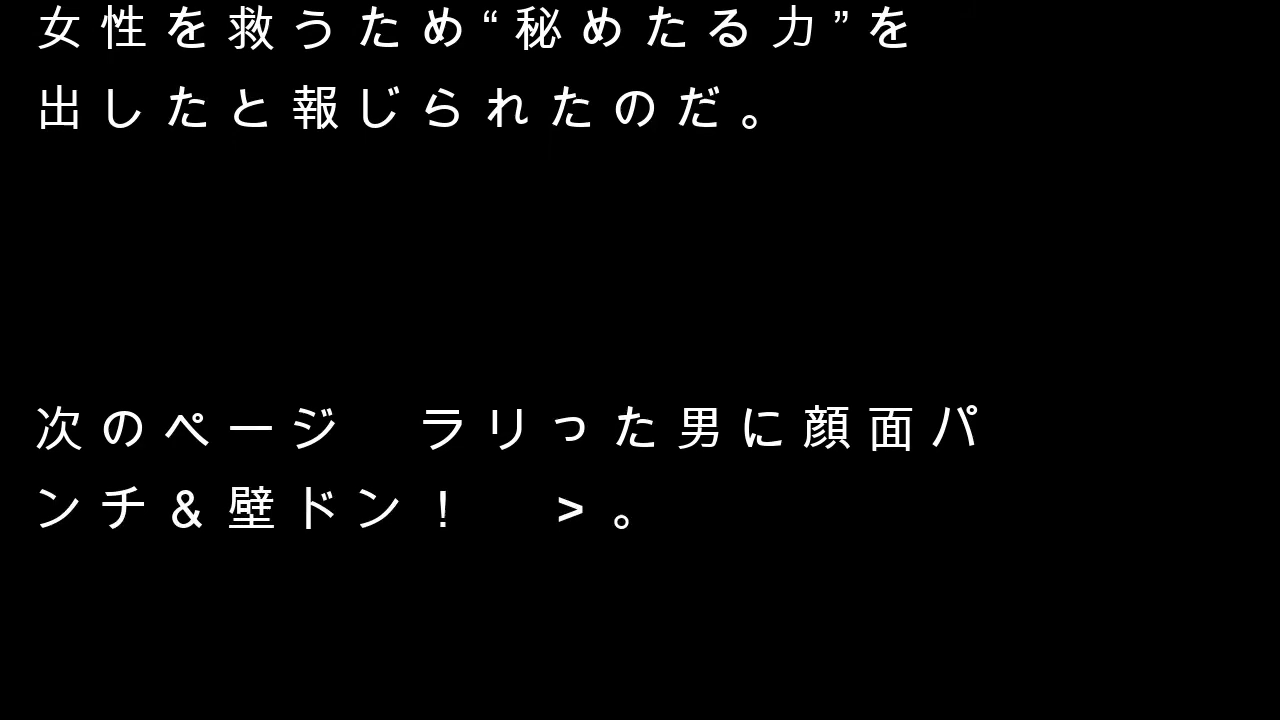 女性を救うため“秘めたる力”を
出したと報じられたのだ。
次のページ　ラリった男に顔面パ
ンチ＆壁ドン！　>。